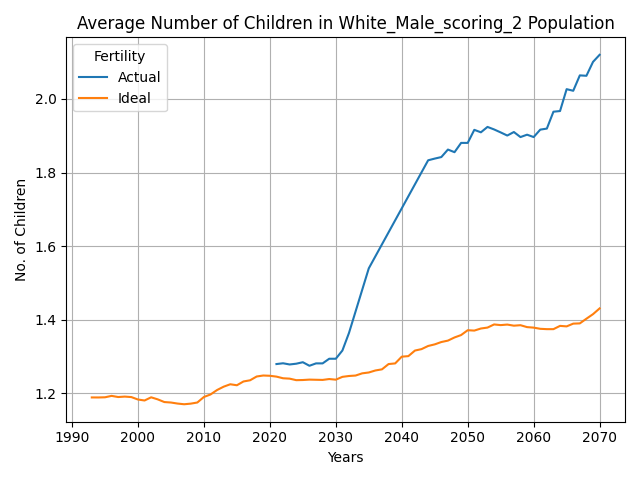 Average Number of Children in White_Male_scoring_2 Population
Fertility
Actual
Ideal
No. of Children
2.0
1.8
1.6
1.4
1.2
1990 2000 2010 2020 2030 2040 2050 2060 2070
Years